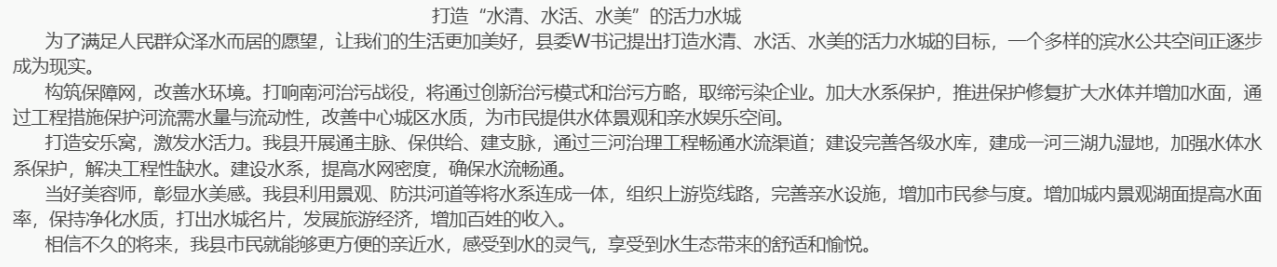 打造“水清、水活、水美”的活力水城
为了满足人民群众泽水而居的愿望，让我们的生活更加美好，县委W书记提出打造水清、水活、水美的活力水城的目标，一个多样的滨水公共空间正逐步
成为现实。
构筑保障网，改善水环境。打响南河治污战役，将通过创新治污模式和治污方略，取缔污染企业。加大水系保护，推进保护修复扩大水体并增加水面，通
过工程措施保护河流需水量与流动性，改善中心城区水质，为市民提供水体景观和亲水娱乐空间。
打造安乐窝，激发水活力。我县开展通主脉、保供给、建支脉，通过三河治理工程畅通水流渠道；建设完善各级水库，建成一河三湖九湿地，加强水体水
系保护，解决工程性缺水。建设水系，提高水网密度，确保水流畅通。
当好美容师，彰显水美感。我县利用景观、防洪河道等将水系连成一体，组织上游览线路，完善亲水设施，增加市民参与度。增加城内景观湖面提高水面
率，保持净化水质，打出水城名片，发展旅游经济，增加百姓的收入。
相信不久的将来，我县市民就能够更方便的亲近水，感受到水的灵气，享受到水生态带来的舒适和愉悦。